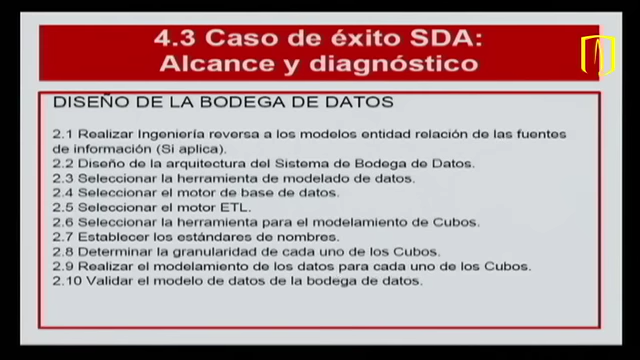 4.3 Caso de éxito SDA:
Alcance y diagnóstico
DISEÑO DE LA BODEGA DE DATOS
2.1 Realizar Ingeniería reversa a los modelos entidad relación de las fuentes
de información (Si aplica).
2.2 Diseño de la arquitectura del Sistema de Bodega de Datos.
2.3 Seleccionar la herramienta de modelado de datos.
2.4 Seleccionar el motor de base de datos.
2.5 Seleccionar el motor ETL.
2.6 Seleccionar la herramienta para el modelamiento de Cubos.
2.7 Establecer los estándares de nombres.
2.8 Determinar la granularidad de cada uno de los Cubos.
2.9 Realizar el modelamiento de los datos para cada uno de los Cubos.
2.10 Validar el modelo de datos de la bodega de datos.